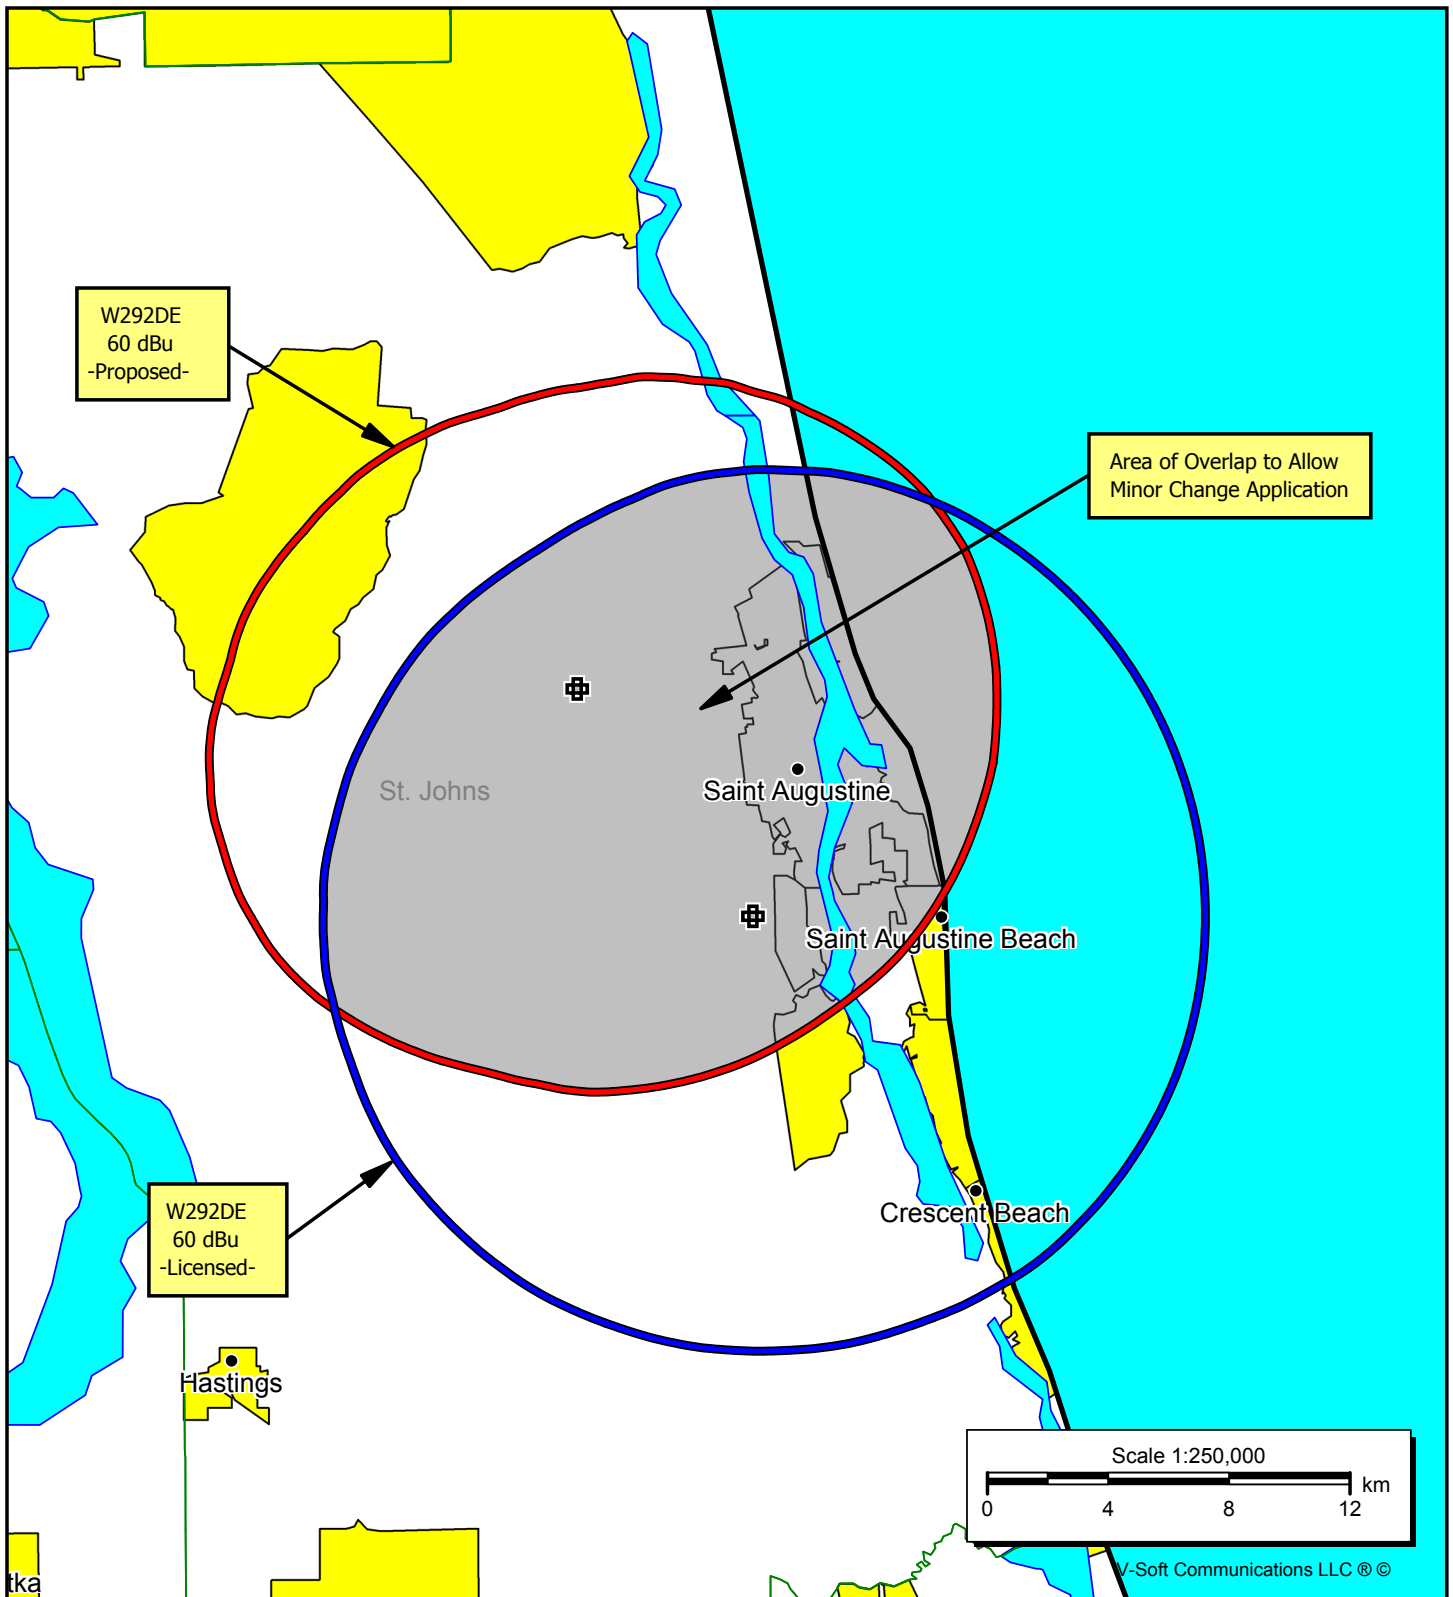 W292DE
60 dBu
-Proposed-
Area of Overlap to Allow
Minor Change Application
St. Johns
Saint Augustine
Saint Augustine Beach
W292DE
60 dBu
-Licensed-
Crescent Beach
Hastings
Scale 1:250,000
km
0 4 8 12
tka
V-Soft Communications LLC ® ©